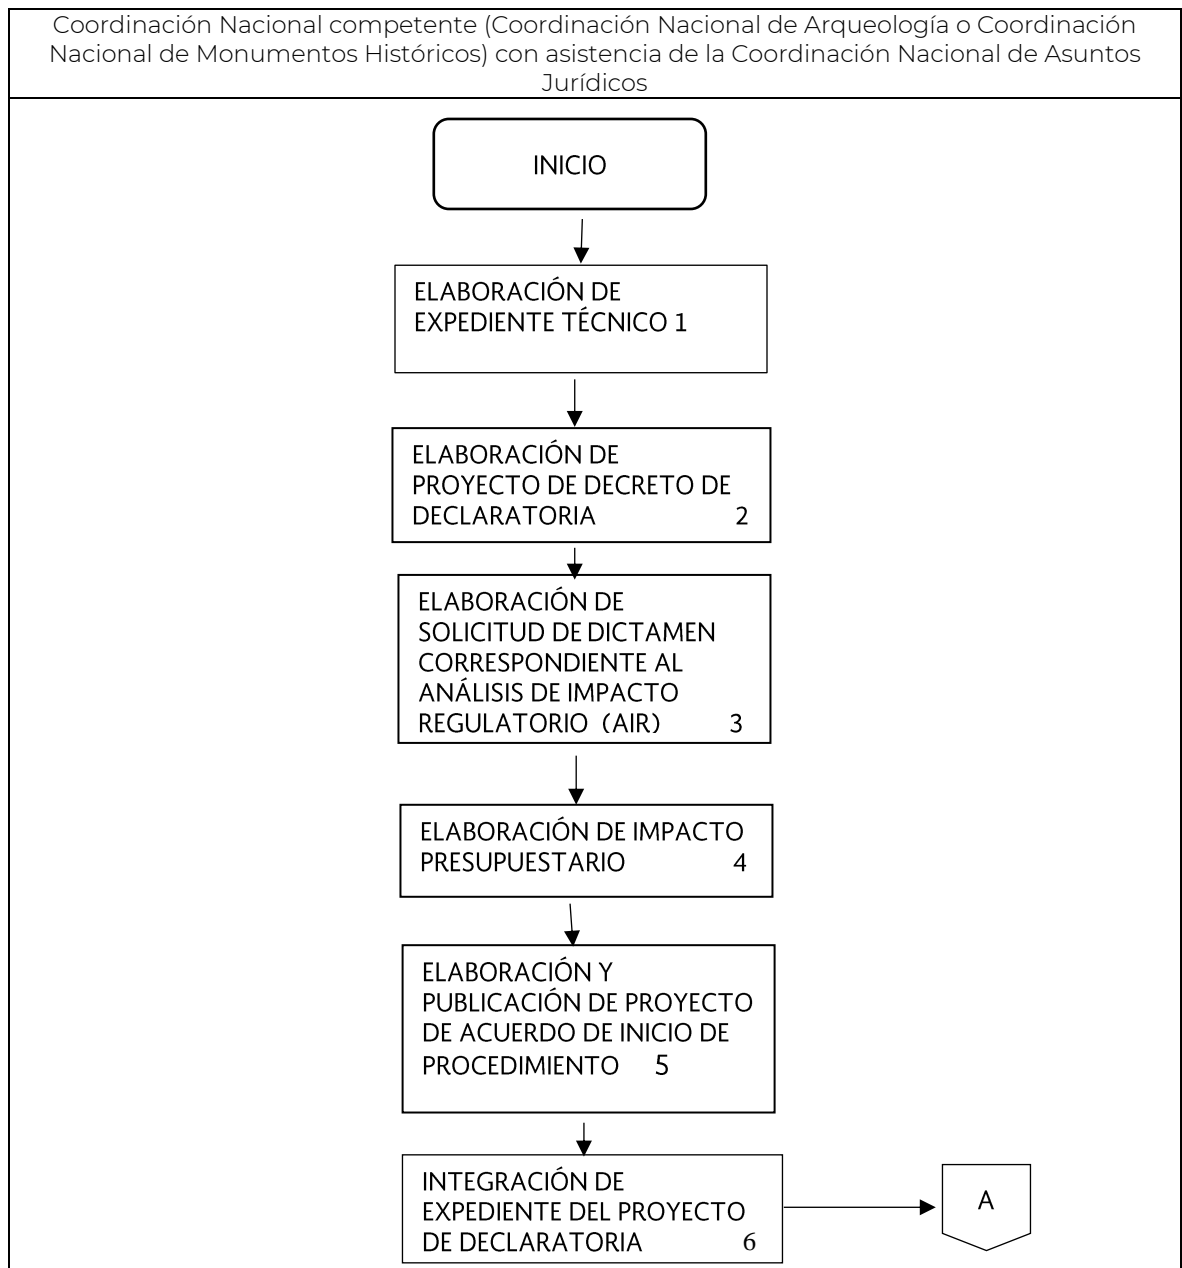 Coordinación Nacional competente (Coordinación Nacional de Arqueología o Coordinación
Nacional de Monumentos Históricos) con asistencia de la Coordinación Nacional de Asuntos
Jurídicos
INICIO
ELABORACIÓN DE
EXPEDIENTE TÉCNICO 1
ELABORACIÓN DE
PROYECTO DE DECRETO DE
DECLARATORIA 2
ELABORACIÓN DE
SOLICITUD DE DICTAMEN
CORRESPONDIENTE AL
ANÁLISIS DE IMPACTO
REGULATORIO (AIR) 3
ELABORACIÓN DE IMPACTO
PRESUPUESTARIO 4
ELABORACIÓN Y
PUBLICACIÓN DE PROYECTO
DE ACUERDO DE INICIO DE
PROCEDIMIENTO 5
INTEGRACIÓN DE
EXPEDIENTE DEL PROYECTO
DE DECLARATORIA 6
A